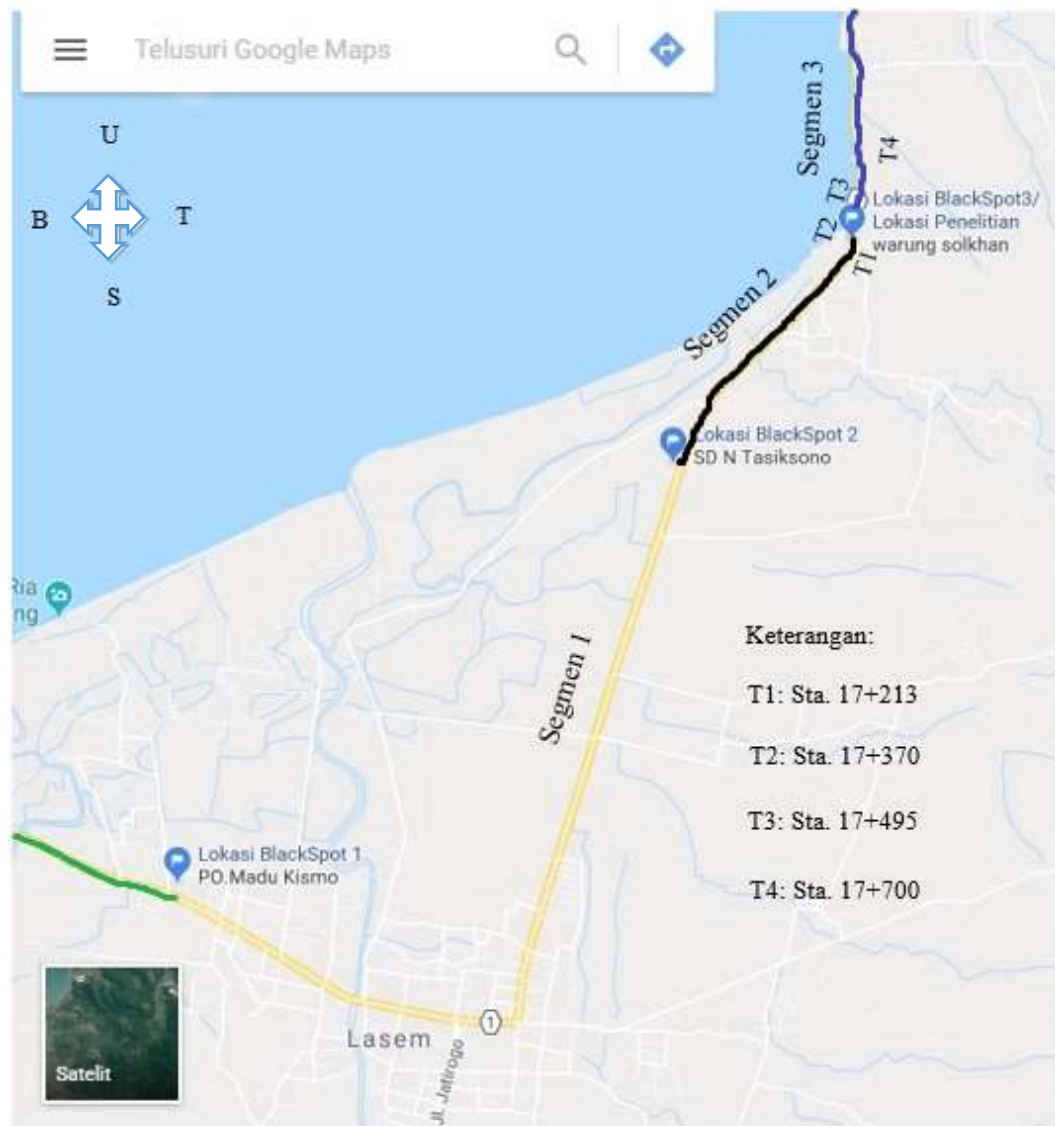 Telusuri Google Maps
U
B
T
S
Segmen 3
T4
T3
T2
T1
Lokasi BlackSpot3/
Lokasi Penelitian
warung solkhan
Segmen 2
Lokasi BlackSpot 2
SD N Tasiksono
Ria
ng
Segmen 1
Keterangan:
T1: Sta. 17+213
T2: Sta. 17+370
T3: Sta. 17+495
T4: Sta. 17+700
Lokasi BlackSpot 1
PO.Madu Kismo
1
Lasem
Jl. Jatirogo
Satelit